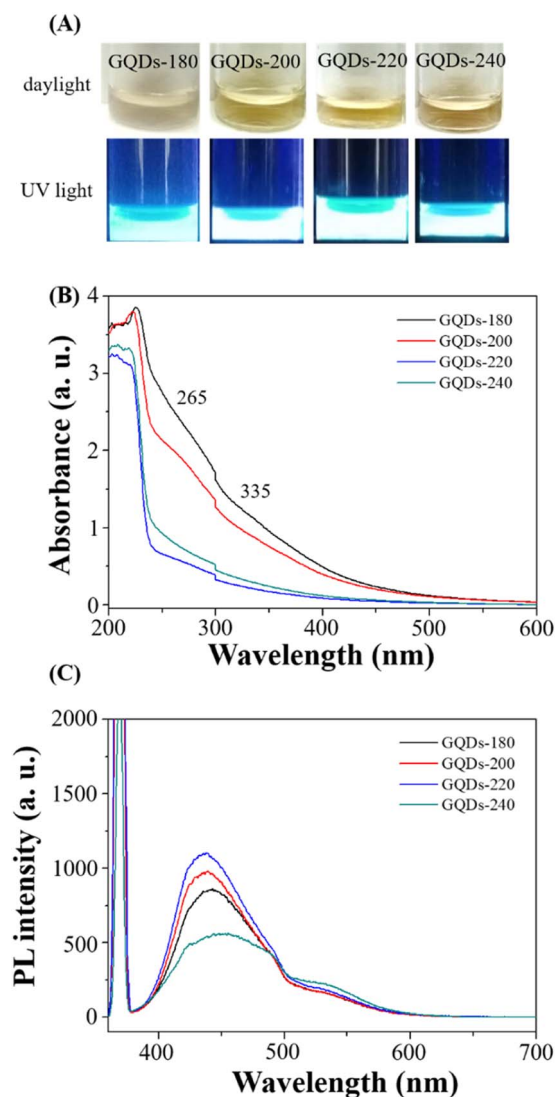 (A)
GQDs-180 GQDs-200 GQDs-220 GQDs-240
daylight
UV light
(B)
4
3
2
1
0
Absorbance (a. u.)
265
335
GQDs-180
GQDs-200
GQDs-220
GQDs-240
200 300 400 500 600
Wavelength (nm)
(C)
2000
1500
1000
500
0
PL intensity (a. u.)
GQDs-180
GQDs-200
GQDs-220
GQDs-240
400 500 600 700
Wavelength (nm)